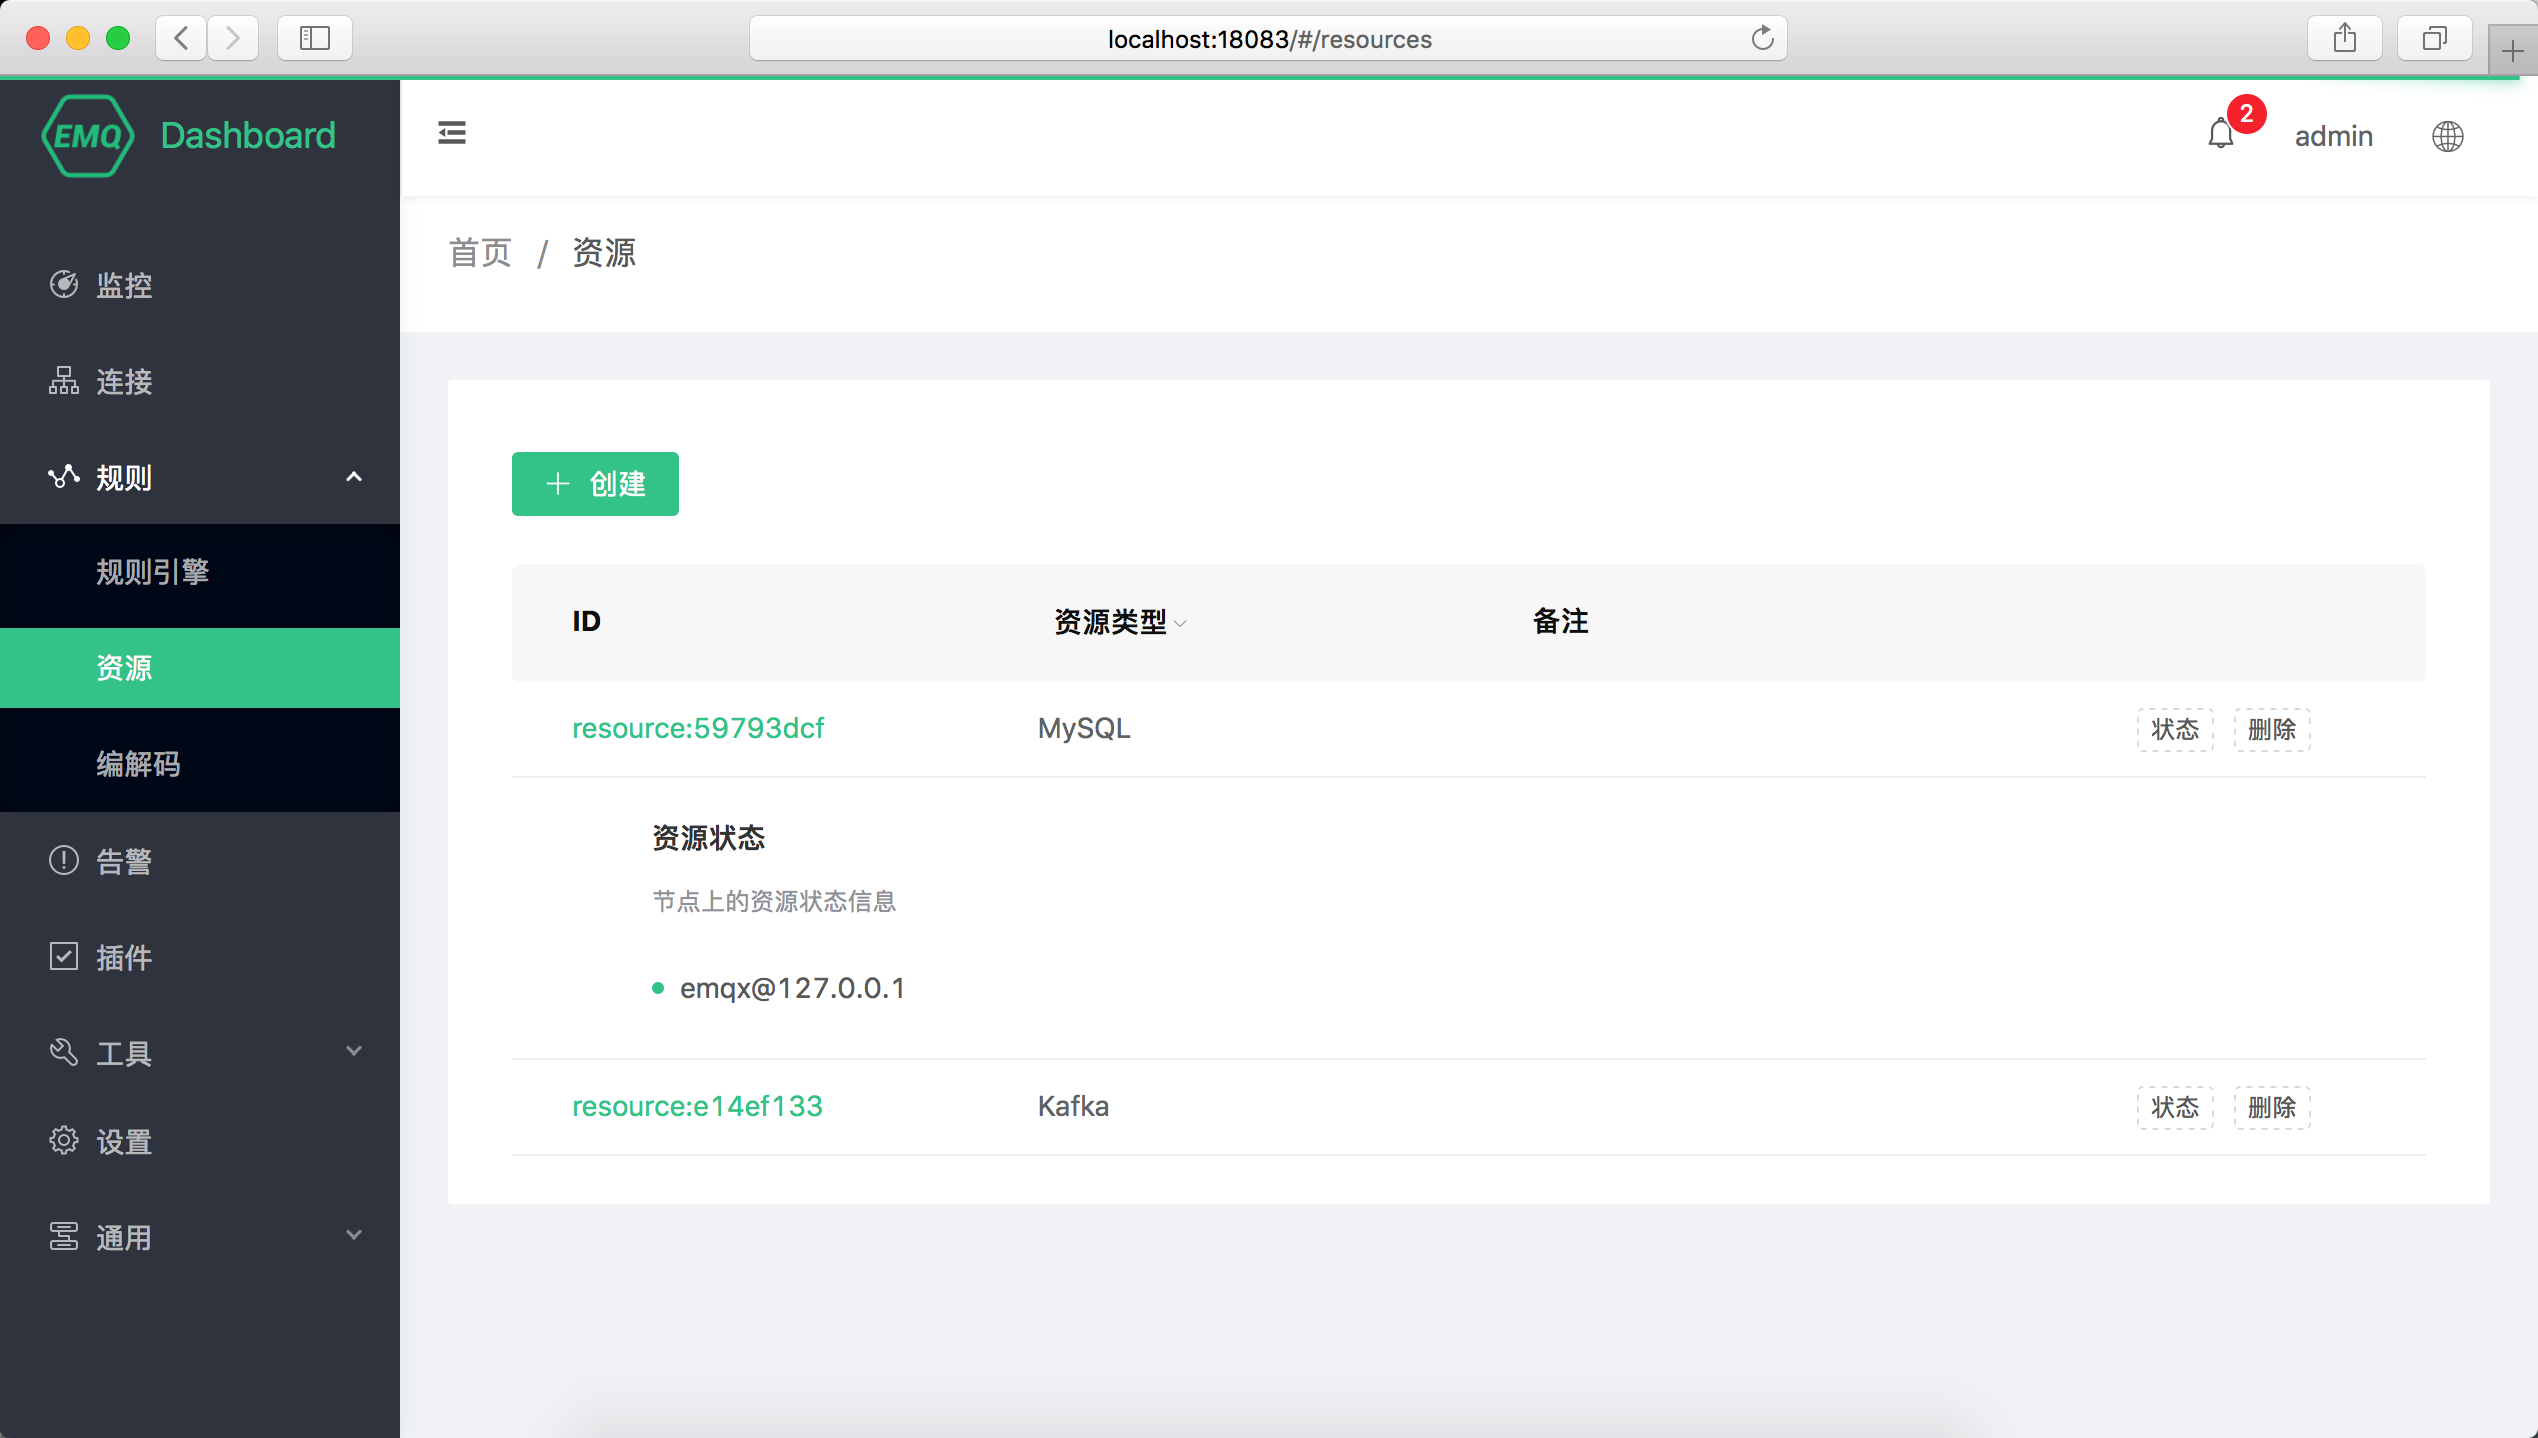 localhost:18083/#/resources
EMQ Dashboard
2
admin
首页 / 资源
监控
连接
规则
规则引擎
资源
编解码
告警
插件
工具
设置
通用
创建
ID 资源类型 备注
resource:59793dcf MySQL 状态 删除
资源状态
节点上的资源状态信息
emqx@127.0.0.1
resource:e14ef133 Kafka 状态 删除